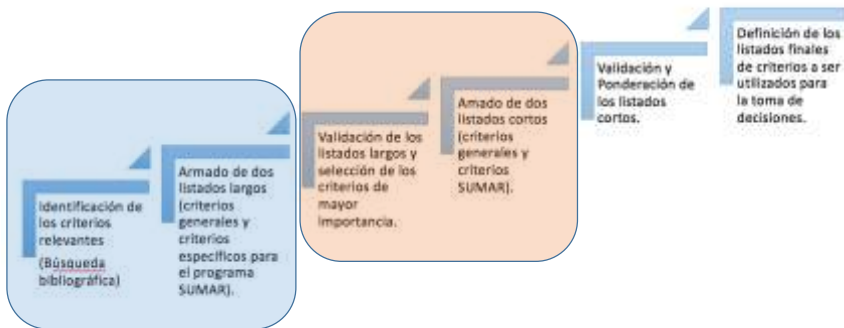 Identificación de
los criterios
relevantes
(Búsqueda
bibliográfica)
Armado de dos
listados largos
(criterios
generales y
criterios
específicos para
el programa
SUMAR).
Validación de los
listados largos y
selección de los
criterios de
mayor
importancia.
Amado de dos
listados cortos
(criterios
generales y
criterios
SUMAR).
Validación y
Ponderación de
los listados
cortos.
Definición de los
listados finales
de criterios a ser
utilizados para
la toma de
decisiones.